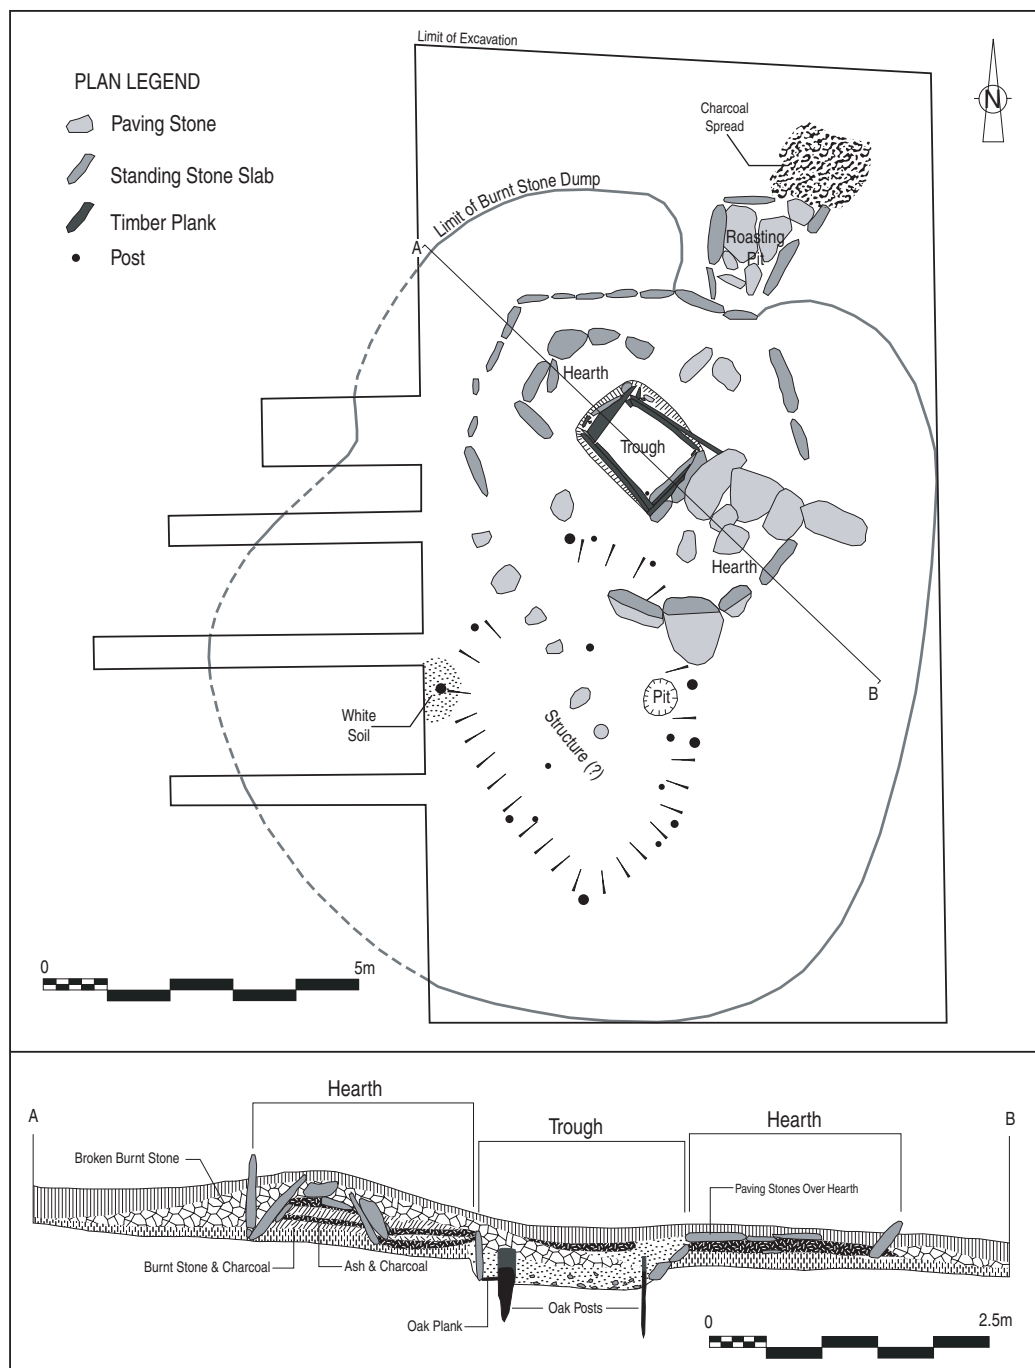 Limit of Excavation
PLAN LEGEND
Paving Stone
Standing Stone Slab
Timber Plank
Post
N
Charcoal
Spread
Limit of Burnt Stone Dump
A
Roasting
Pit
Hearth
Trough
Hearth
B
Pit
White
Soil
Structure (?)
0
5m
Hearth
A
Trough
Hearth
B
Broken Burnt Stone
Paving Stones Over Hearth
Burnt Stone & Charcoal
Ash & Charcoal
Oak Plank
Oak Posts
0
2.5m